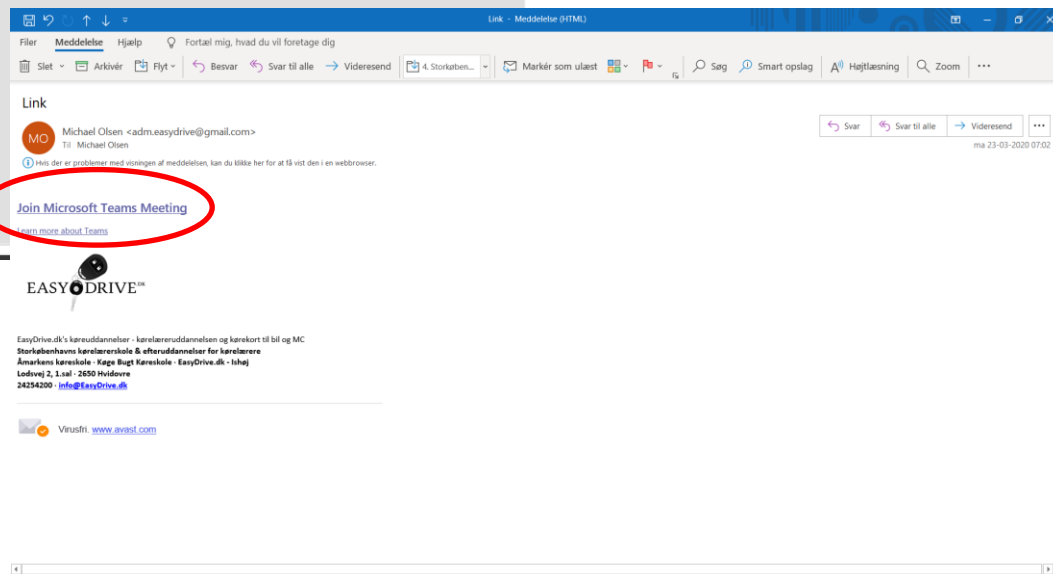 Link - Meddelelse (HTML)
Filer Meddelelse Hjælp Fortæl mig, hvad du vil foretage dig
Slet Arkivér Flyt Besvar Svar til alle Videresend 4. Storkøben... Markér som ulæst Søg Smart opslag Højtlæsning Zoom
Link
MO
Michael Olsen <adm.easydrive@gmail.com>
Til Michael Olsen
Svar Svar til alle Videresend
ma 23-03-2020 07:02
Hvis der er problemer med visningen af meddelelsen, kan du klikke her for at få vist den i en webbrowser.
Join Microsoft Teams Meeting
Learn more about Teams
EASYDRIVE
EasyDrive.dk's køreuddannelser - kørelæreruddannelsen og kørekort til bil og MC
Storkøbenhavns kørelærerskole & efteruddannelser for kørelærere
Åmarkens køreskole - Køge Bugt Køreskole - EasyDrive.dk - Ishøj
Lodsvej 2, 1.sal - 2650 Hvidovre
24254200 - info@EasyDrive.dk
Virusfri. www.avast.com